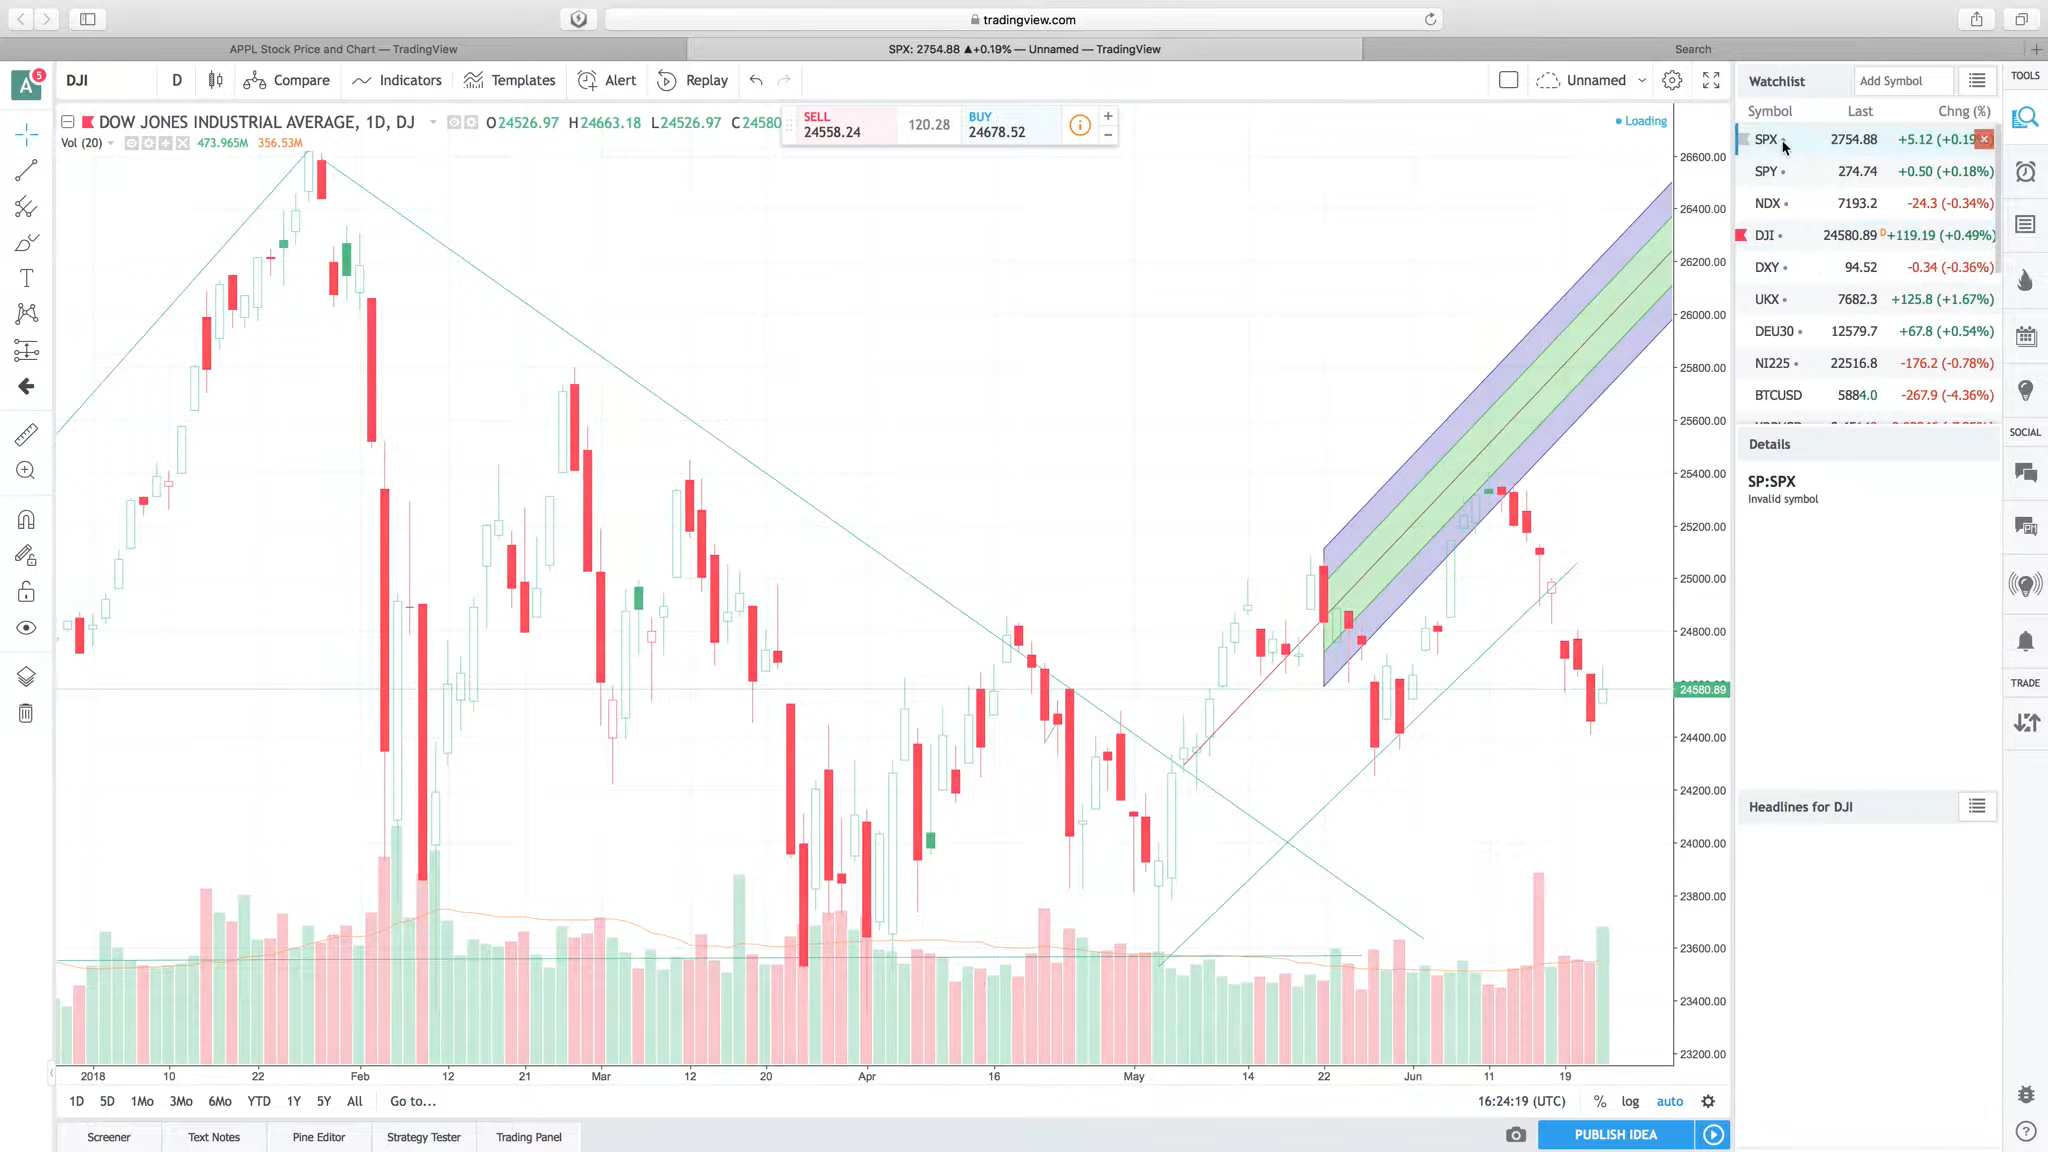 tradingview.com
APPL Stock Price and Chart — TradingView
SPX: 2754.88 ▲+0.19% — Unnamed — TradingView
Search
A 5
DJI D Compare Indicators Templates Alert Replay Unnamed
Watchlist Add Symbol
TOOLS
DOW JONES INDUSTRIAL AVERAGE, 1D, DJ O24526.97 H24663.18 L24526.97 C24580
SELL
24558.24
120.28
BUY
24678.52
Loading
Vol (20) 473.965M 356.53M
Symbol Last Chng (%)
SPX 2754.88 +5.12 (+0.19
SPY 274.74 +0.50 (+0.18%)
NDX 7193.2 -24.3 (-0.34%)
DJI 24580.89 D +119.19 (+0.49%)
DXY 94.52 -0.34 (-0.36%)
UKX 7682.3 +125.8 (+1.67%)
DEU30 12579.7 +67.8 (+0.54%)
NI225 22516.8 -176.2 (-0.78%)
BTCUSD 5884.0 -267.9 (-4.36%)
Details
SP:SPX
Invalid symbol
Headlines for DJI
SOCIAL
TRADE
26600.00
26400.00
26200.00
26000.00
25800.00
25600.00
25400.00
25200.00
25000.00
24800.00
24580.89
24400.00
24200.00
24000.00
23800.00
23600.00
23400.00
23200.00
2018 10 22 Feb 12 21 Mar 12 20 Apr 16 May 14 22 Jun 11 19
1D 5D 1Mo 3Mo 6Mo YTD 1Y 5Y All Go to... 16:24:19 (UTC) % log auto
Screener Text Notes Pine Editor Strategy Tester Trading Panel PUBLISH IDEA